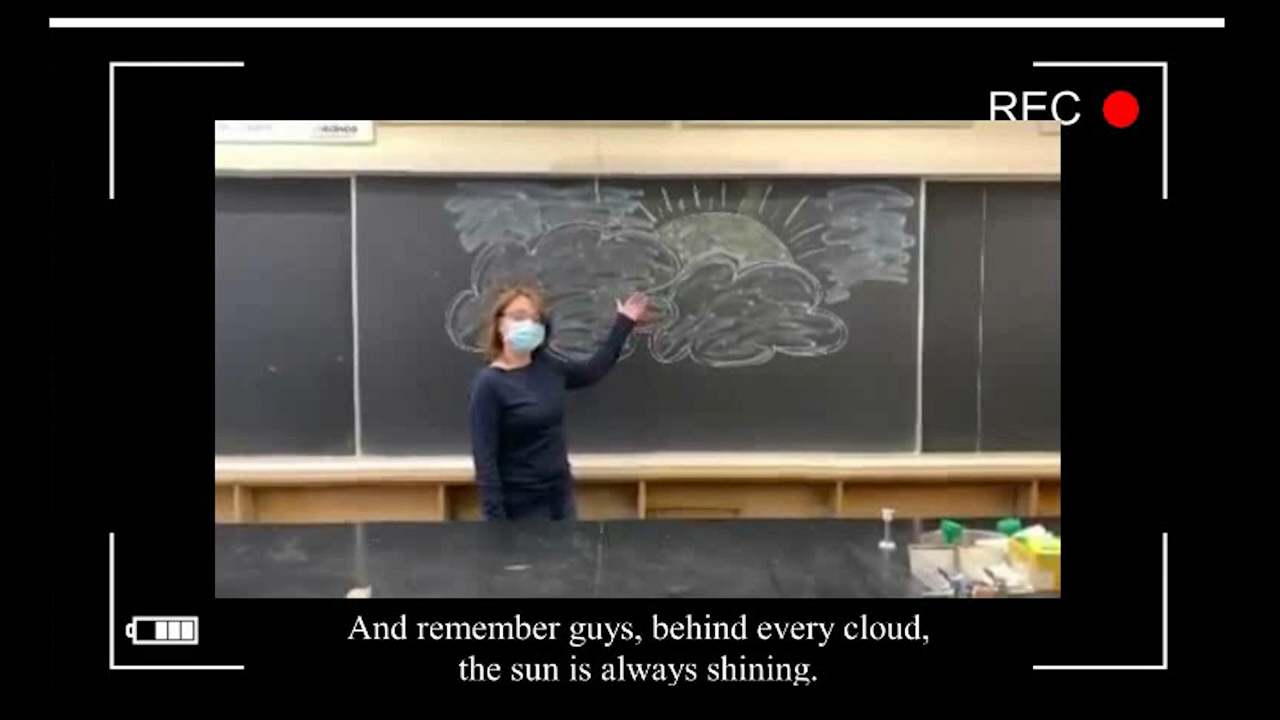 REC
And remember guys, behind every cloud,
the sun is always shining.